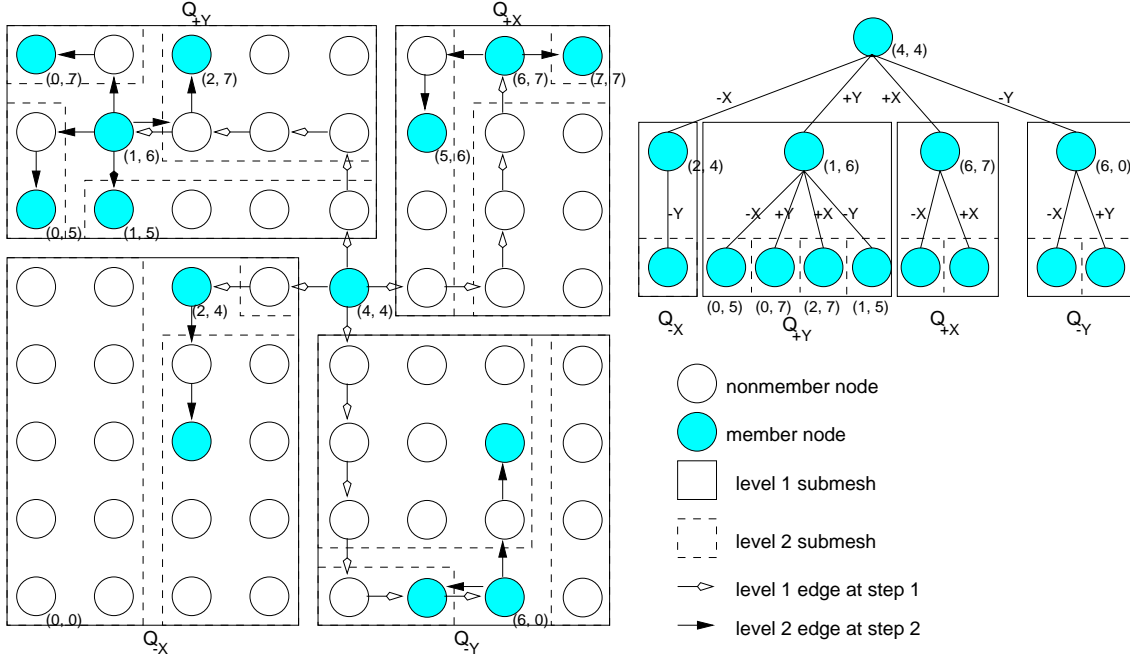 Q+Y
Q+X
(0, 7)
(2, 7)
(6, 7)
(7, 7)
(1, 6)
(5, 6)
(0, 5)
(1, 5)
(2, 4)
(4, 4)
(0, 0)
(6, 0)
Q-X
Q-Y
(4, 4)
-X
+Y
+X
-Y
(2, 4)
(1, 6)
(6, 7)
(6, 0)
-Y
-X
+Y
+X
-Y
-X
+X
-X
+Y
(0, 5)
(0, 7)
(2, 7)
(1, 5)
Q-X
Q+Y
Q+X
Q-Y
nonmember node
member node
level 1 submesh
level 2 submesh
level 1 edge at step 1
level 2 edge at step 2